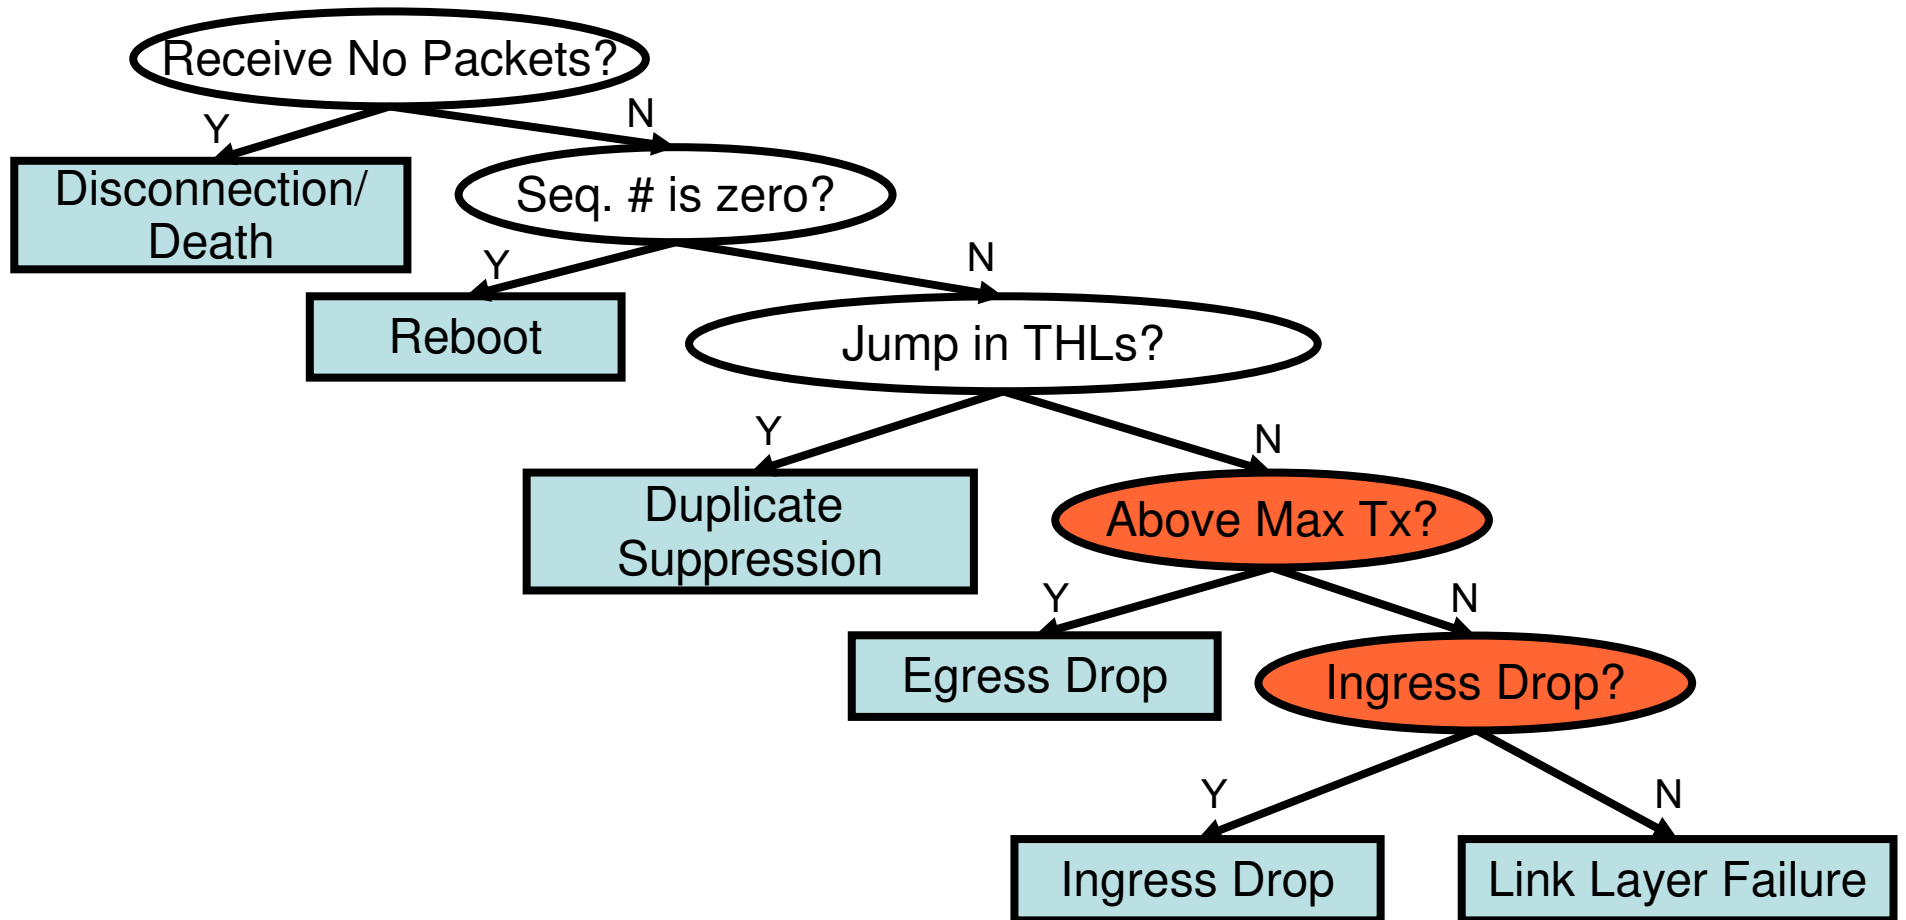 Receive No Packets?
Y
N
Disconnection/
Death
Seq. # is zero?
Y
N
Reboot
Jump in THLs?
Y
N
Duplicate
Suppression
Above Max Tx?
Y
N
Egress Drop
Ingress Drop?
Y
N
Ingress Drop
Link Layer Failure